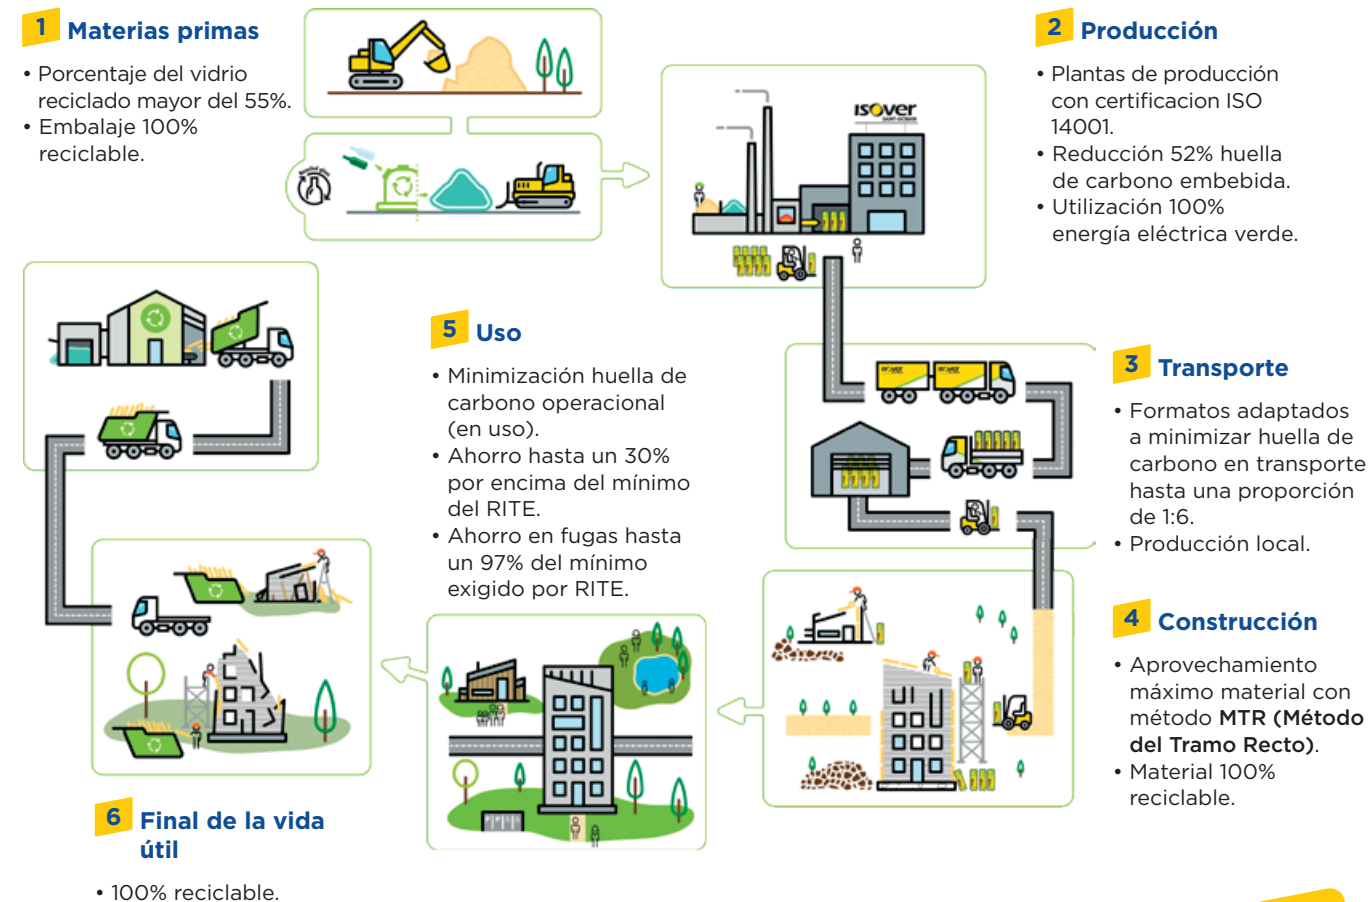 1 Materias primas
• Porcentaje del vidrio
reciclado mayor del 55%.
• Embalaje 100%
reciclable.
2 Producción
• Plantas de producción
con certificacion ISO
14001.
• Reducción 52% huella
de carbono embebida.
• Utilización 100%
energía eléctrica verde.
isover
SAINT-GOBAIN
3 Transporte
• Formatos adaptados
a minimizar huella de
carbono en transporte
hasta una proporción
de 1:6.
• Producción local.
4 Construcción
• Aprovechamiento
máximo material con
método MTR (Método
del Tramo Recto).
• Material 100%
reciclable.
5 Uso
• Minimización huella de
carbono operacional
(en uso).
• Ahorro hasta un 30%
por encima del mínimo
del RITE.
• Ahorro en fugas hasta
un 97% del mínimo
exigido por RITE.
6 Final de la vida
útil
• 100% reciclable.